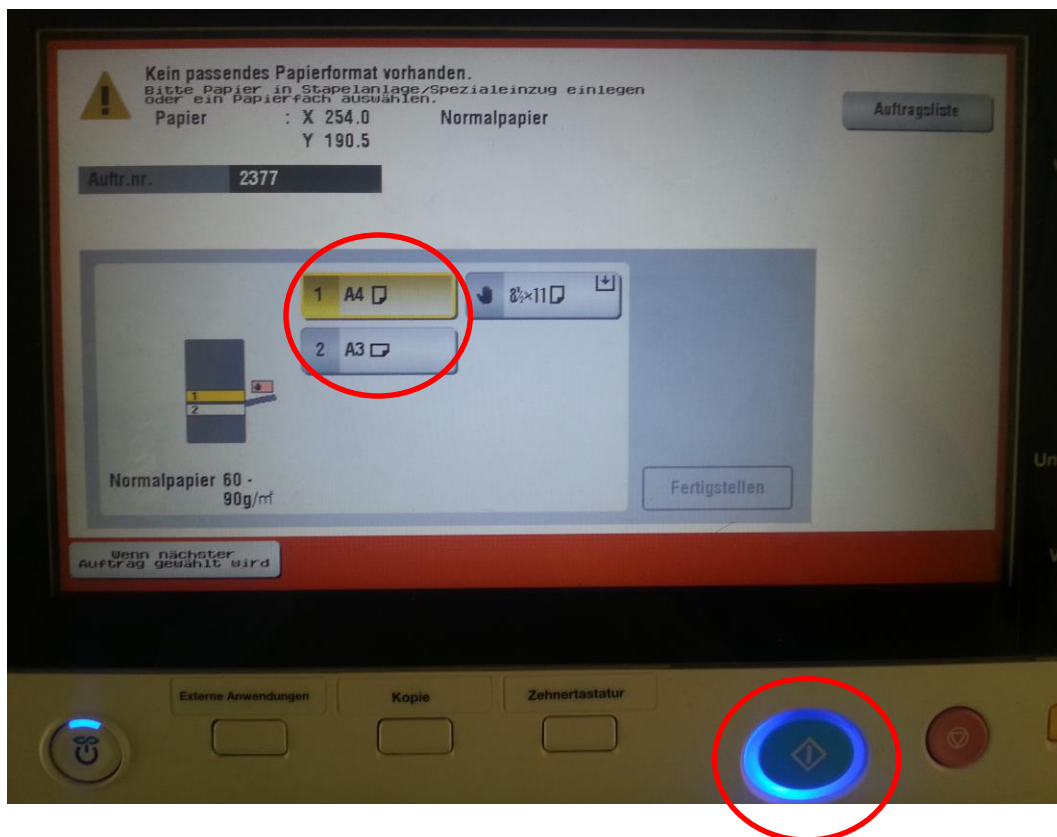 Kein passendes Papierformat vorhanden.
Bitte Papier in Stapelanlage/Spezialeinzug einlegen
oder ein Papierfach auswählen.
Papier : X 254.0 Normalpapier
Y 190.5
Auftragsliste
Auftr.nr. 2377
1 A4
8½×11
2 A3
1
2
Normalpapier 60 -
90g/㎡
Fertigstellen
Wenn nächster
Auftrag gewählt wird
Externe Anwendungen
Kopie
Zehnertastatur